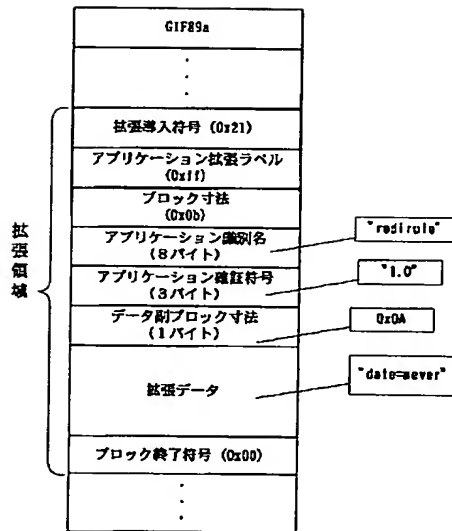 GIF89a
・
・
・
拡張導入符号 (0x21)
アプリケーション拡張ラベル
(0xff)
ブロック寸法
(0x0b)
アプリケーション識別名
(8バイト)
"redirule"
アプリケーション確証符号
(3バイト)
"1.0"
データ副ブロック寸法
(1バイト)
0x0A
拡張データ
"date=never"
ブロック終了符号 (0x00)
・
・
・
拡張領域